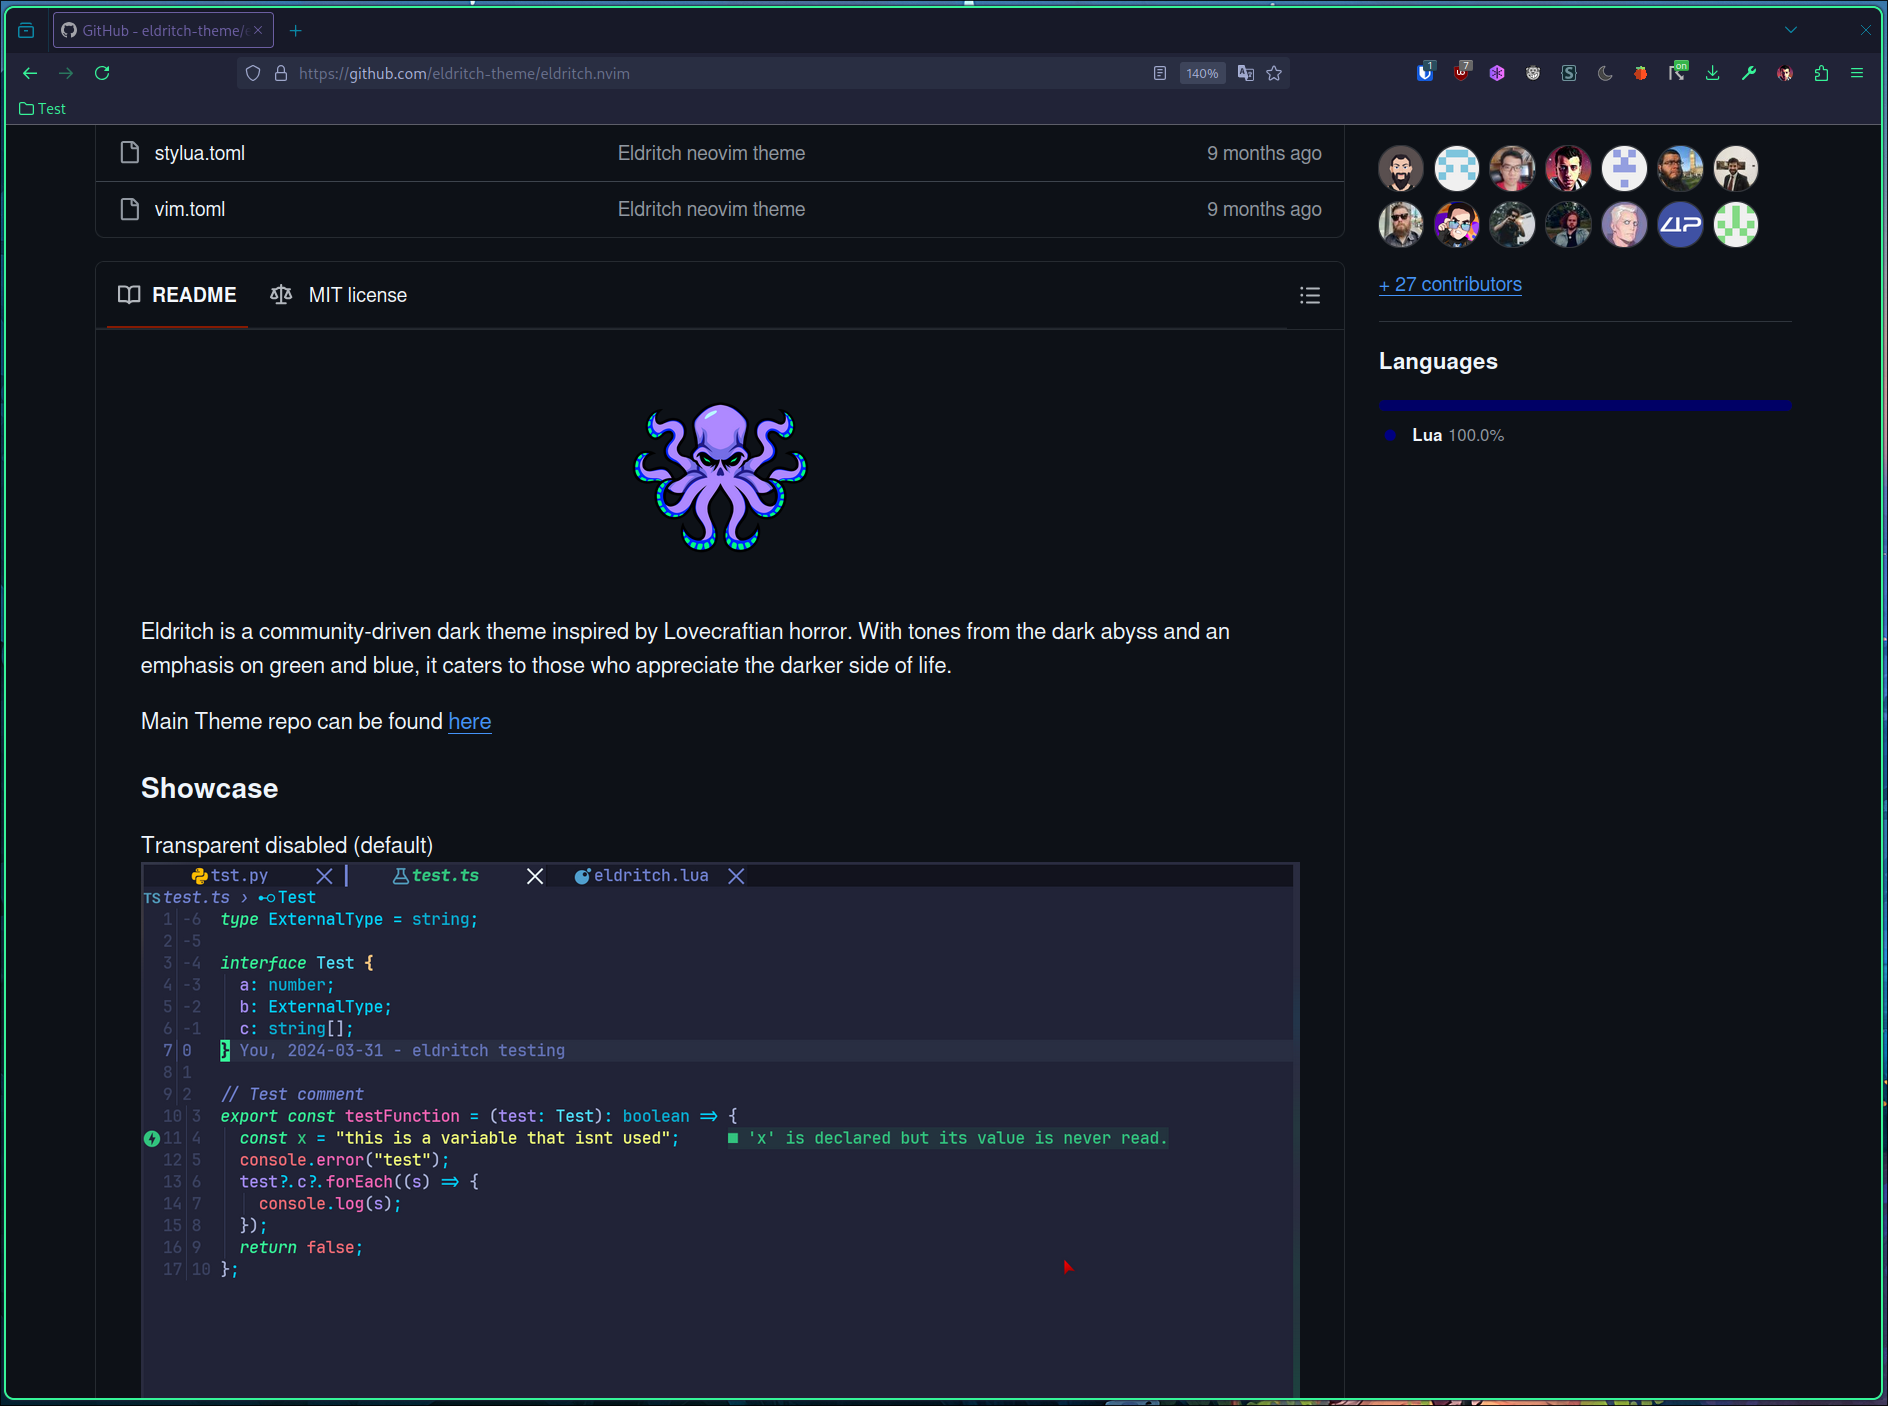 GitHub - eldritch-theme/
https://github.com/eldritch-theme/eldritch.nvim
140%
1
7
on
Test
stylua.toml Eldritch neovim theme 9 months ago
vim.toml Eldritch neovim theme 9 months ago
README MIT license
Eldritch is a community-driven dark theme inspired by Lovecraftian horror. With tones from the dark abyss and an
emphasis on green and blue, it caters to those who appreciate the darker side of life.
Main Theme repo can be found here
Showcase
Transparent disabled (default)
tst.py test.ts eldritch.lua
TS test.ts › Test
1 -6 type ExternalType = string;
2 -5
3 -4 interface Test {
4 -3 a: number;
5 -2 b: ExternalType;
6 -1 c: string[];
7 0 } You, 2024-03-31 - eldritch testing
8 1
9 2 // Test comment
10 3 export const testFunction = (test: Test): boolean => {
11 4 const x = "this is a variable that isnt used"; ■ 'x' is declared but its value is never read.
12 5 console.error("test");
13 6 test?.c?.forEach((s) => {
14 7 console.log(s);
15 8 });
16 9 return false;
17 10 };
+ 27 contributors
Languages
Lua 100.0%